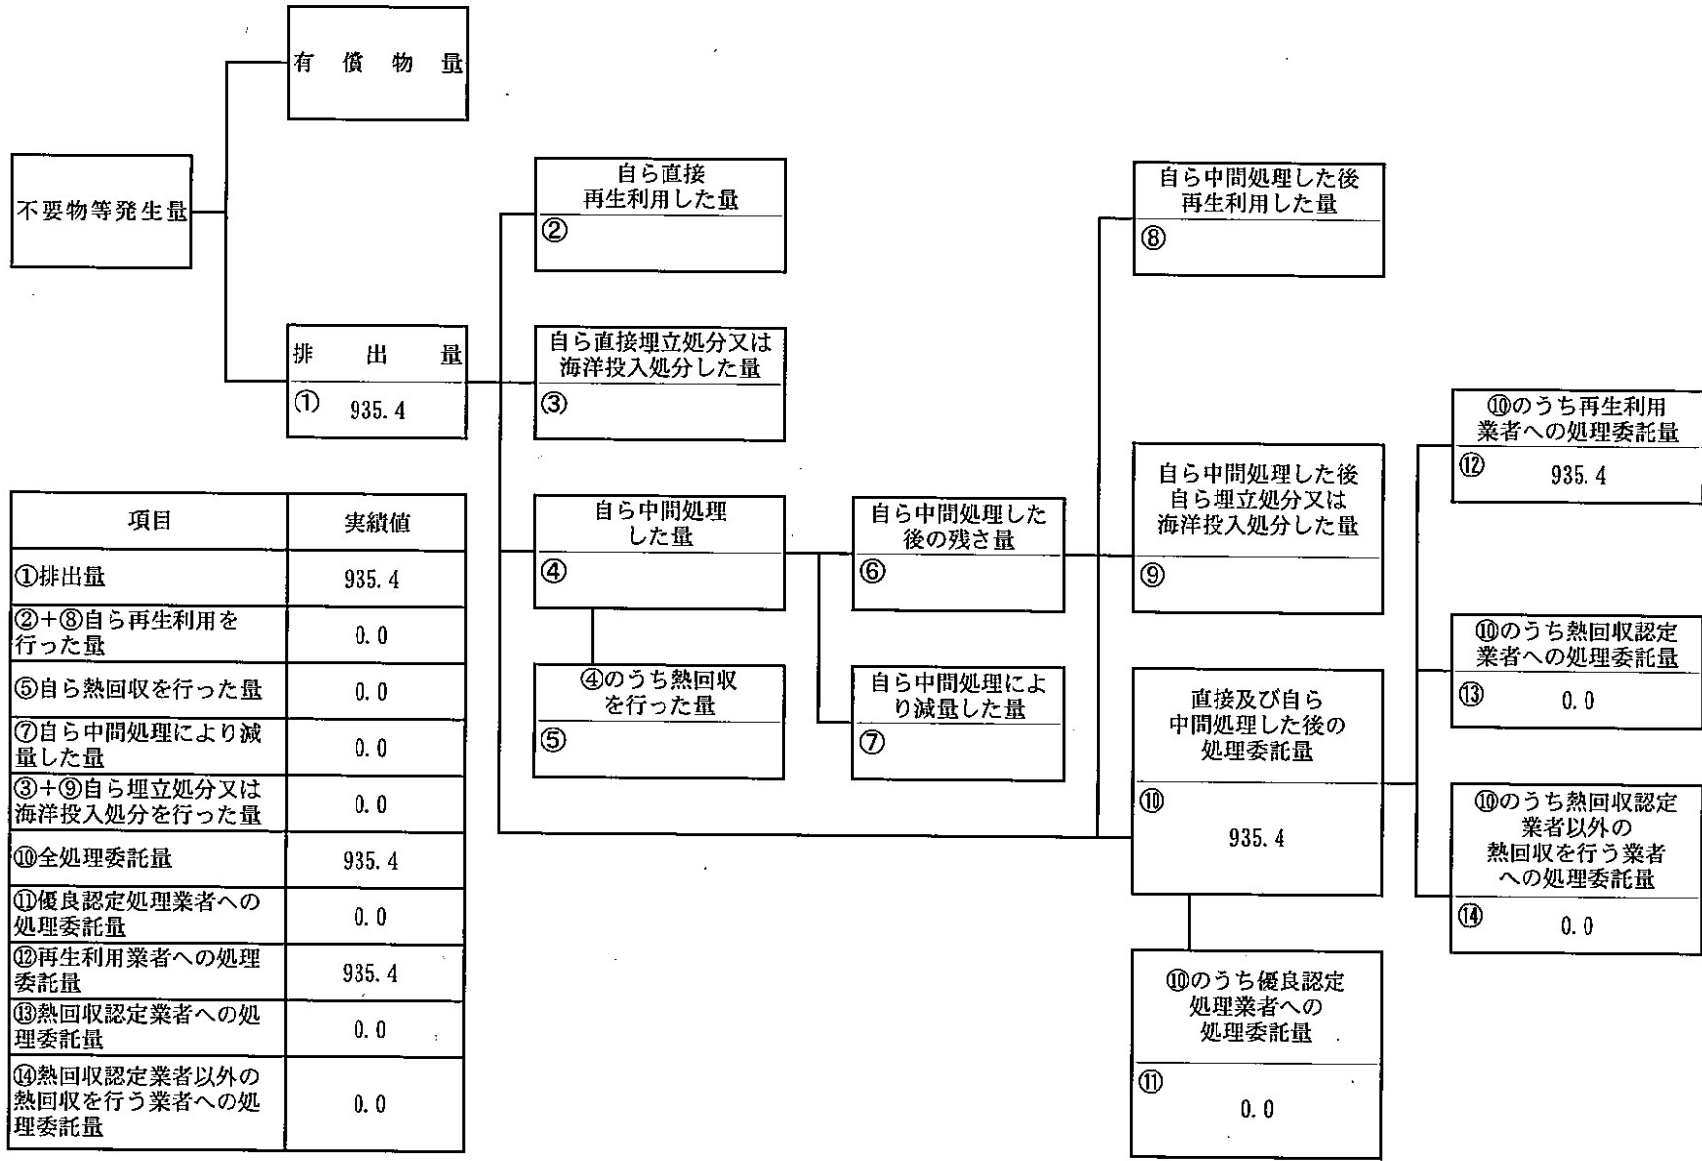 有償物量
不要物等発生量
排出量
① 935.4
自ら直接
再生利用した量
②
自ら直接埋立処分又は
海洋投入処分した量
③
自ら中間処理
した量
④
④のうち熱回収
を行った量
⑤
自ら中間処理した
後の残さ量
⑥
自ら中間処理によ
り減量した量
⑦
自ら中間処理した後
再生利用した量
⑧
自ら中間処理した後
自ら埋立処分又は
海洋投入処分した量
⑨
直接及び自ら
中間処理した後の
処理委託量
⑩
935.4
⑩のうち優良認定
処理業者への
処理委託量
⑪
0.0
⑩のうち再生利用
業者への処理委託量
⑫ 935.4
⑩のうち熱回収認定
業者への処理委託量
⑬ 0.0
⑩のうち熱回収認定
業者以外の
熱回収を行う業者
への処理委託量
⑭ 0.0
項目 実績値
①排出量 935.4
②+⑧自ら再生利用を
行った量 0.0
⑤自ら熱回収を行った量 0.0
⑦自ら中間処理により減
量した量 0.0
③+⑨自ら埋立処分又は
海洋投入処分を行った量 0.0
⑩全処理委託量 935.4
⑪優良認定処理業者への
処理委託量 0.0
⑫再生利用業者への処理
委託量 935.4
⑬熱回収認定業者への処
理委託量 0.0
⑭熱回収認定業者以外の
熱回収を行う業者への処
理委託量 0.0